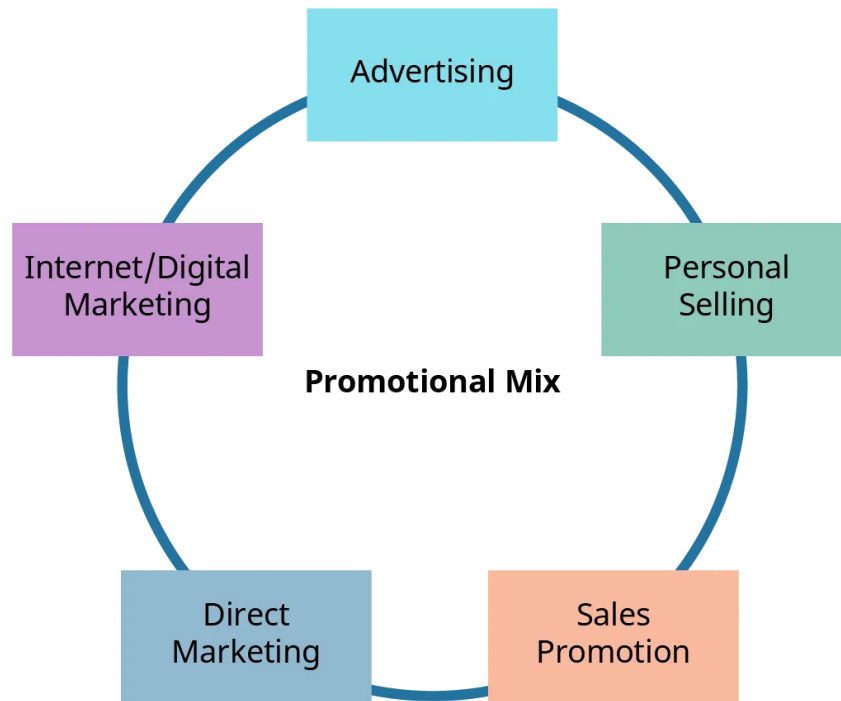 Advertising
Internet/Digital
Marketing
Personal
Selling
Promotional Mix
Direct
Marketing
Sales
Promotion